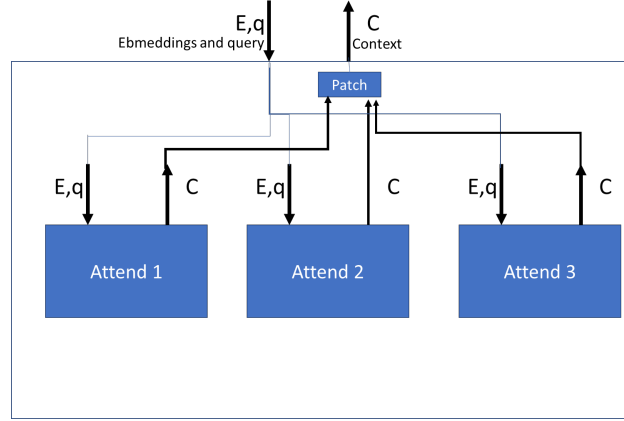 E,q
C
Ebmeddings and query
Context
Patch
E,q
C
E,q
C
E,q
C
Attend 1
Attend 2
Attend 3